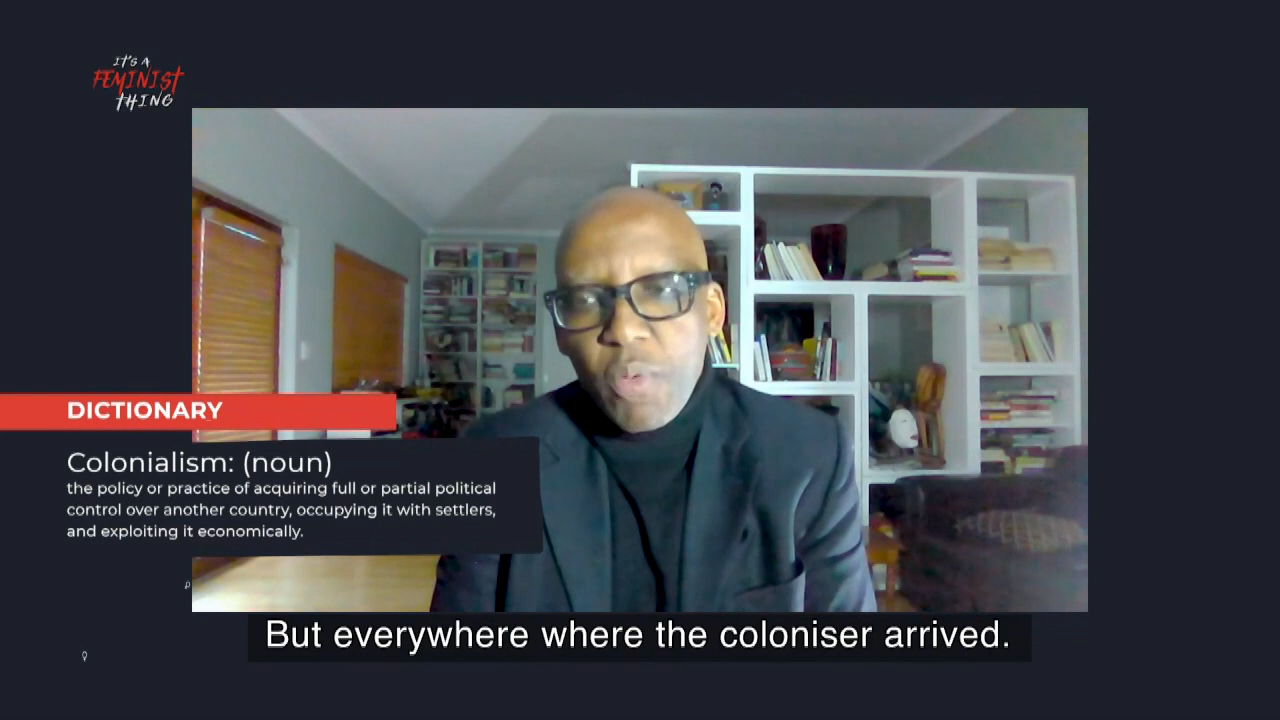 IT'S A
FEMINIST
THING
DICTIONARY
Colonialism: (noun)
the policy or practice of acquiring full or partial political
control over another country, occupying it with settlers,
and exploiting it economically.
But everywhere where the coloniser arrived.